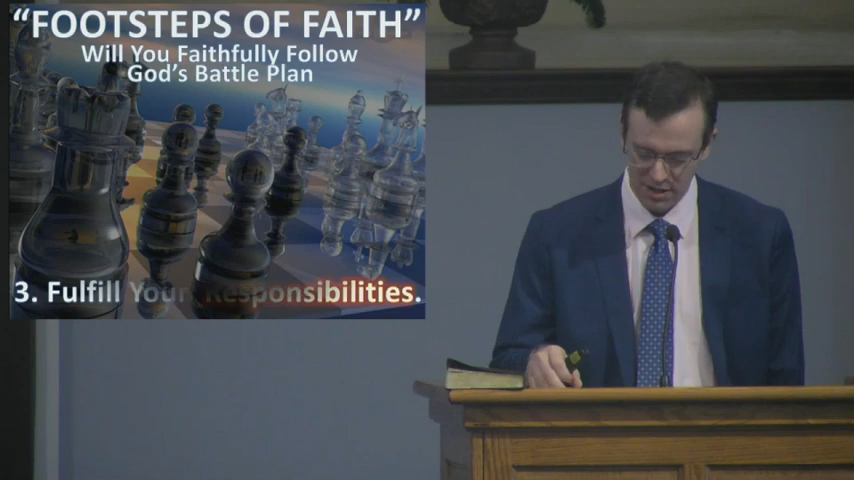 “FOOTSTEPS OF FAITH”
Will You Faithfully Follow
God’s Battle Plan
3. Fulfill Your Responsibilities.